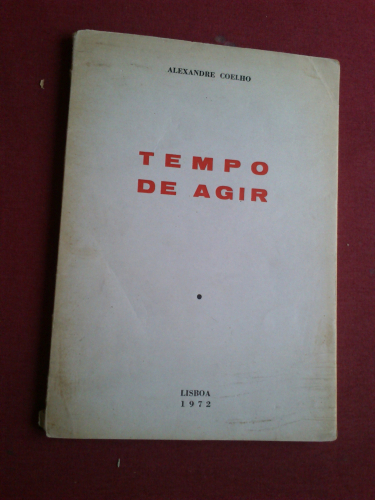 ALEXANDRE COELHO
TEMPO
DE AGIR
LISBOA
1972